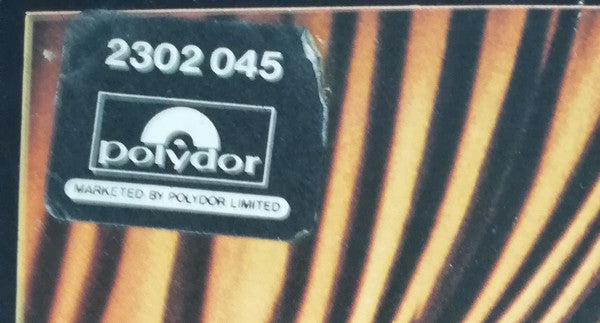 2302 045
polydor
MARKETED BY POLYDOR LIMITED